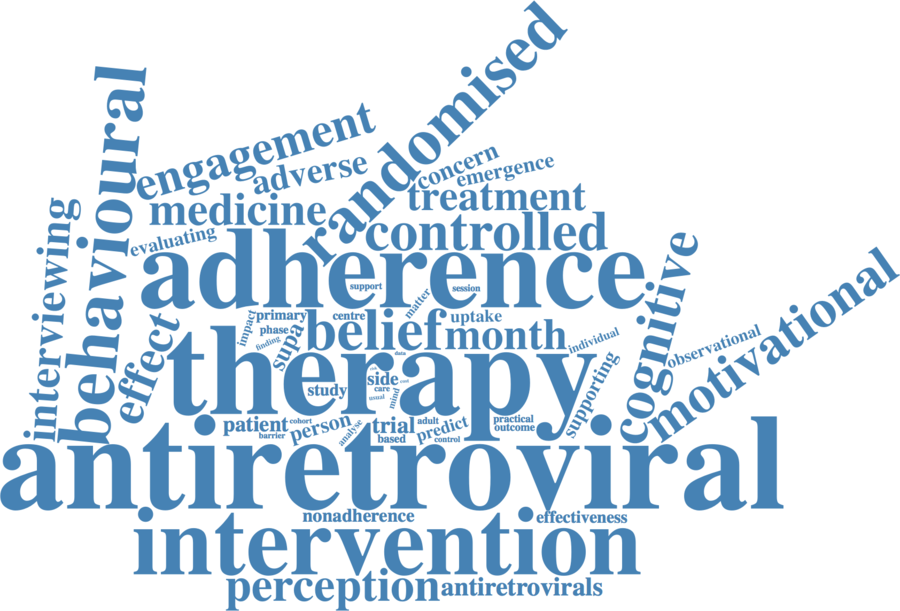 randomised
behavioural
engagement
adverse
concern
emergence
medicine
treatment
interviewing
evaluating
controlled
adherence
support
session
matter
cognitive
motivational
effect
impact
primary
centre
uptake
phase
finding
supa
belief
month
individual
observational
therapy
data
side
care
study
usual
mind
supporting
patient
cohort
barrier
person
analyse
trial
based
adult
predict
control
practical
outcome
antiretroviral
nonadherence
effectiveness
intervention
perception
antiretrovirals